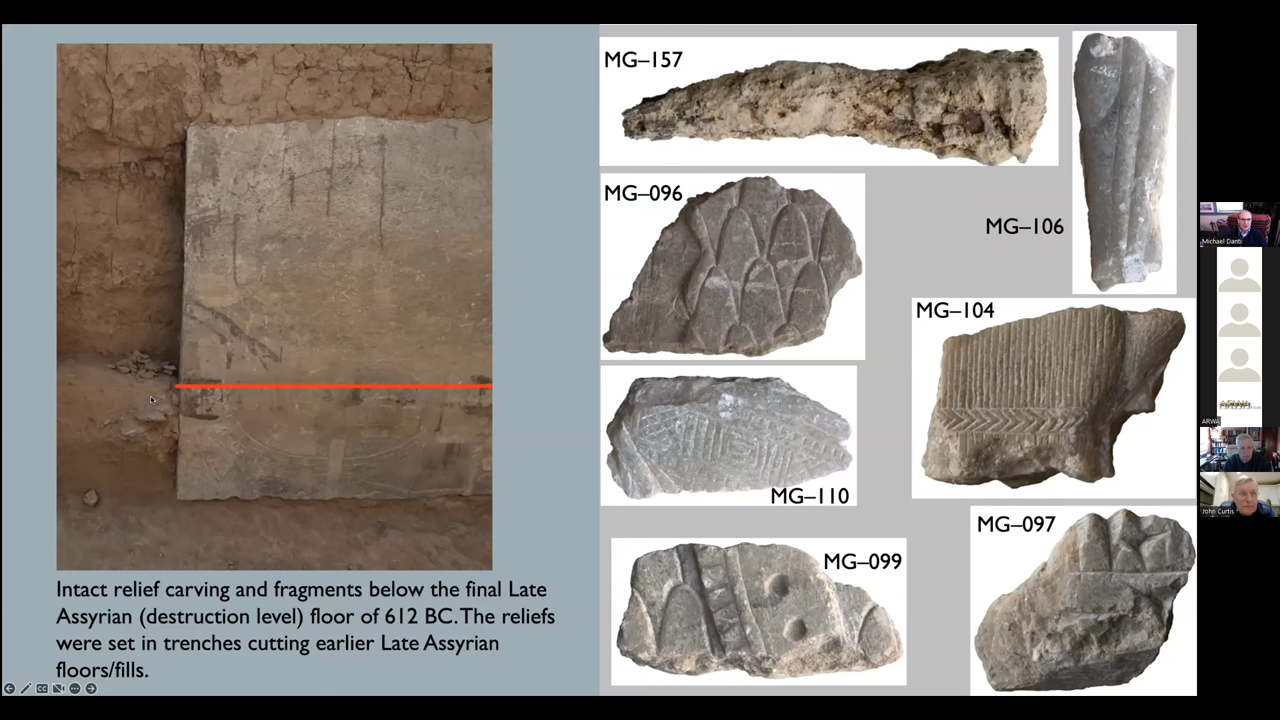 MG–157
MG–096
MG–106
MG–104
MG–110
MG–099
MG–097
Intact relief carving and fragments below the final Late
Assyrian (destruction level) floor of 612 BC. The reliefs
were set in trenches cutting earlier Late Assyrian
floors/fills.
Michael Danti
ARWA
John Curtis